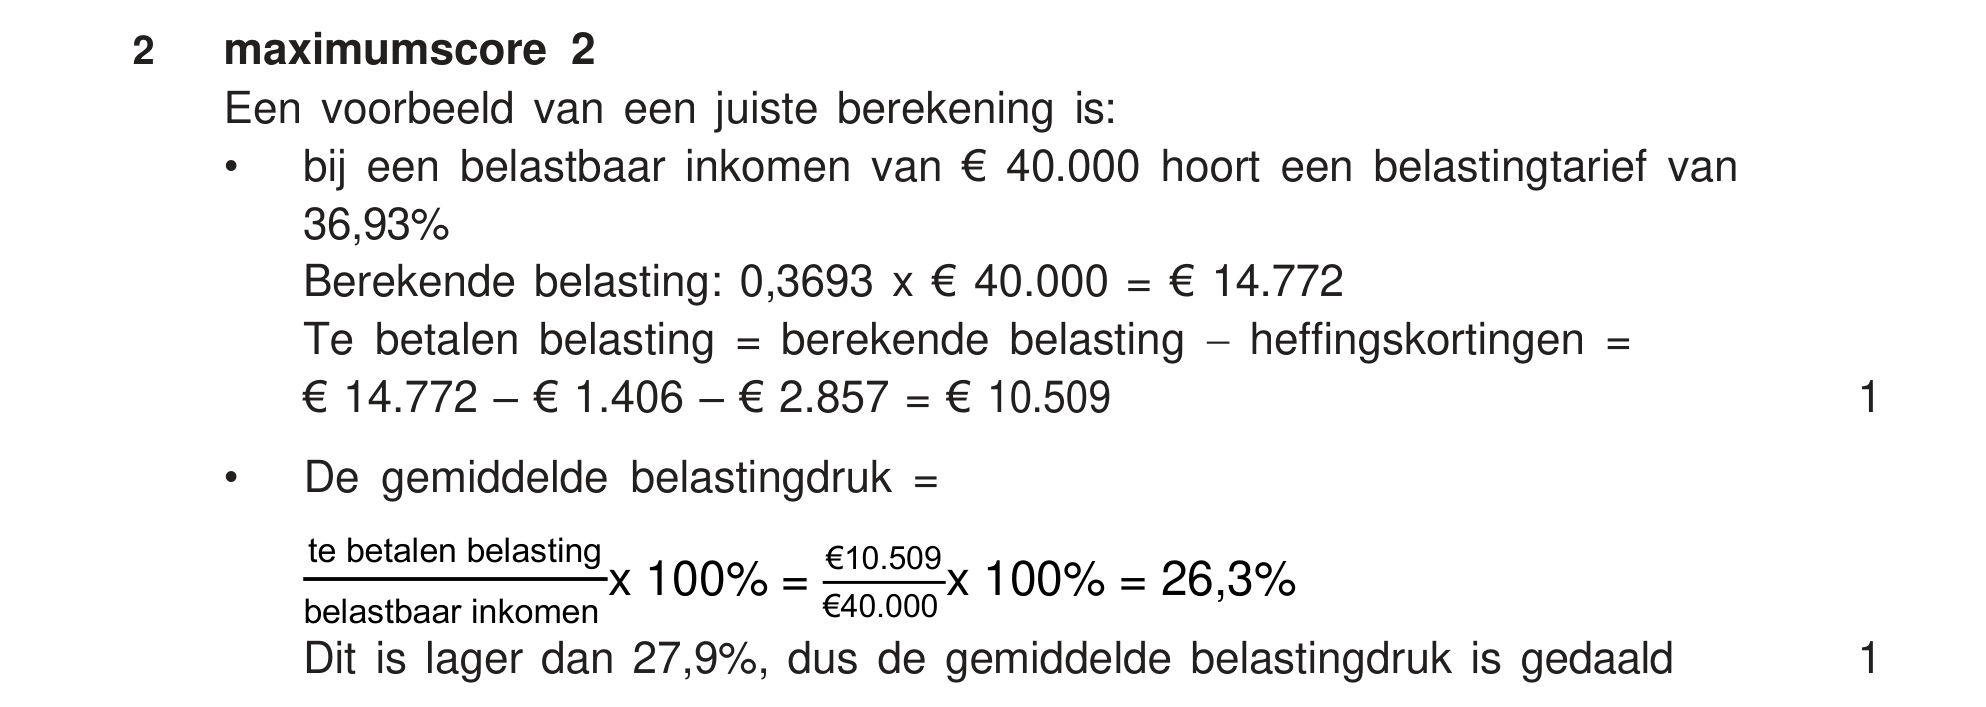 2 maximumscore 2
Een voorbeeld van een juiste berekening is:
• bij een belastbaar inkomen van € 40.000 hoort een belastingtarief van
36,93%
Berekende belasting: 0,3693 x € 40.000 = € 14.772
Te betalen belasting = berekende belasting – heffingskortingen =
€ 14.772 – € 1.406 – € 2.857 = € 10.509 1
• De gemiddelde belastingdruk =
te betalen belasting
belastbaar inkomen
x 100% =
€10.509
€40.000
x 100% = 26,3%
Dit is lager dan 27,9%, dus de gemiddelde belastingdruk is gedaald 1